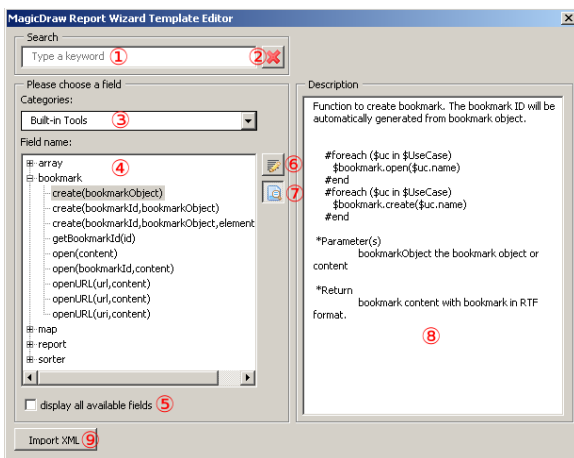 MagicDraw Report Wizard Template Editor
Search
Type a keyword ①
②
Please choose a field
Categories:
Built-in Tools ③
Field name:
④
array
bookmark
create(bookmarkObject)
create(bookmarkId,bookmarkObject)
create(bookmarkId,bookmarkObject,element
getBookmarkId(id)
open(content)
open(bookmarkId,content)
openURL(url,content)
openURL(uri,content)
map
report
sorter
⑥
⑦
display all available fields ⑤
Description
Function to create bookmark. The bookmark ID will be
automatically generated from bookmark object.
#foreach ($uc in $UseCase)
$bookmark.open($uc.name)
#end
#foreach ($uc in $UseCase)
$bookmark.create($uc.name)
#end
*Parameter(s)
bookmarkObject the bookmark object or
content
*Return
bookmark content with bookmark in RTF
format.
⑧
Import XML ⑨